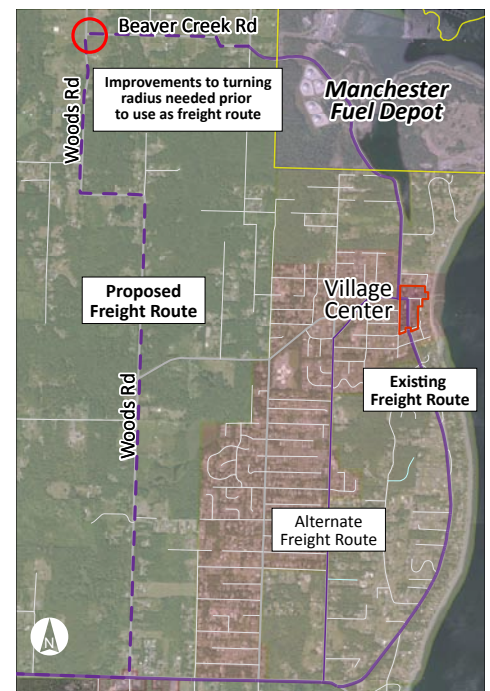 Beaver Creek Rd
Woods Rd
Improvements to turning
radius needed prior
to use as freight route
Manchester
Fuel Depot
Proposed
Freight Route
Village
Center
Woods Rd
Existing
Freight Route
Alternate
Freight Route
N